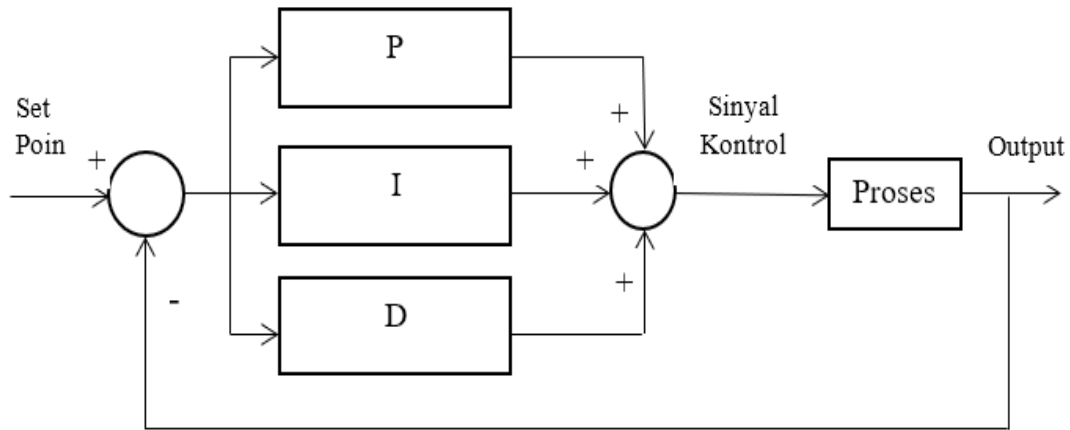 P
Set
Poin
+
+
Sinyal
Kontrol
+
I
Output
Proses
-
D
+